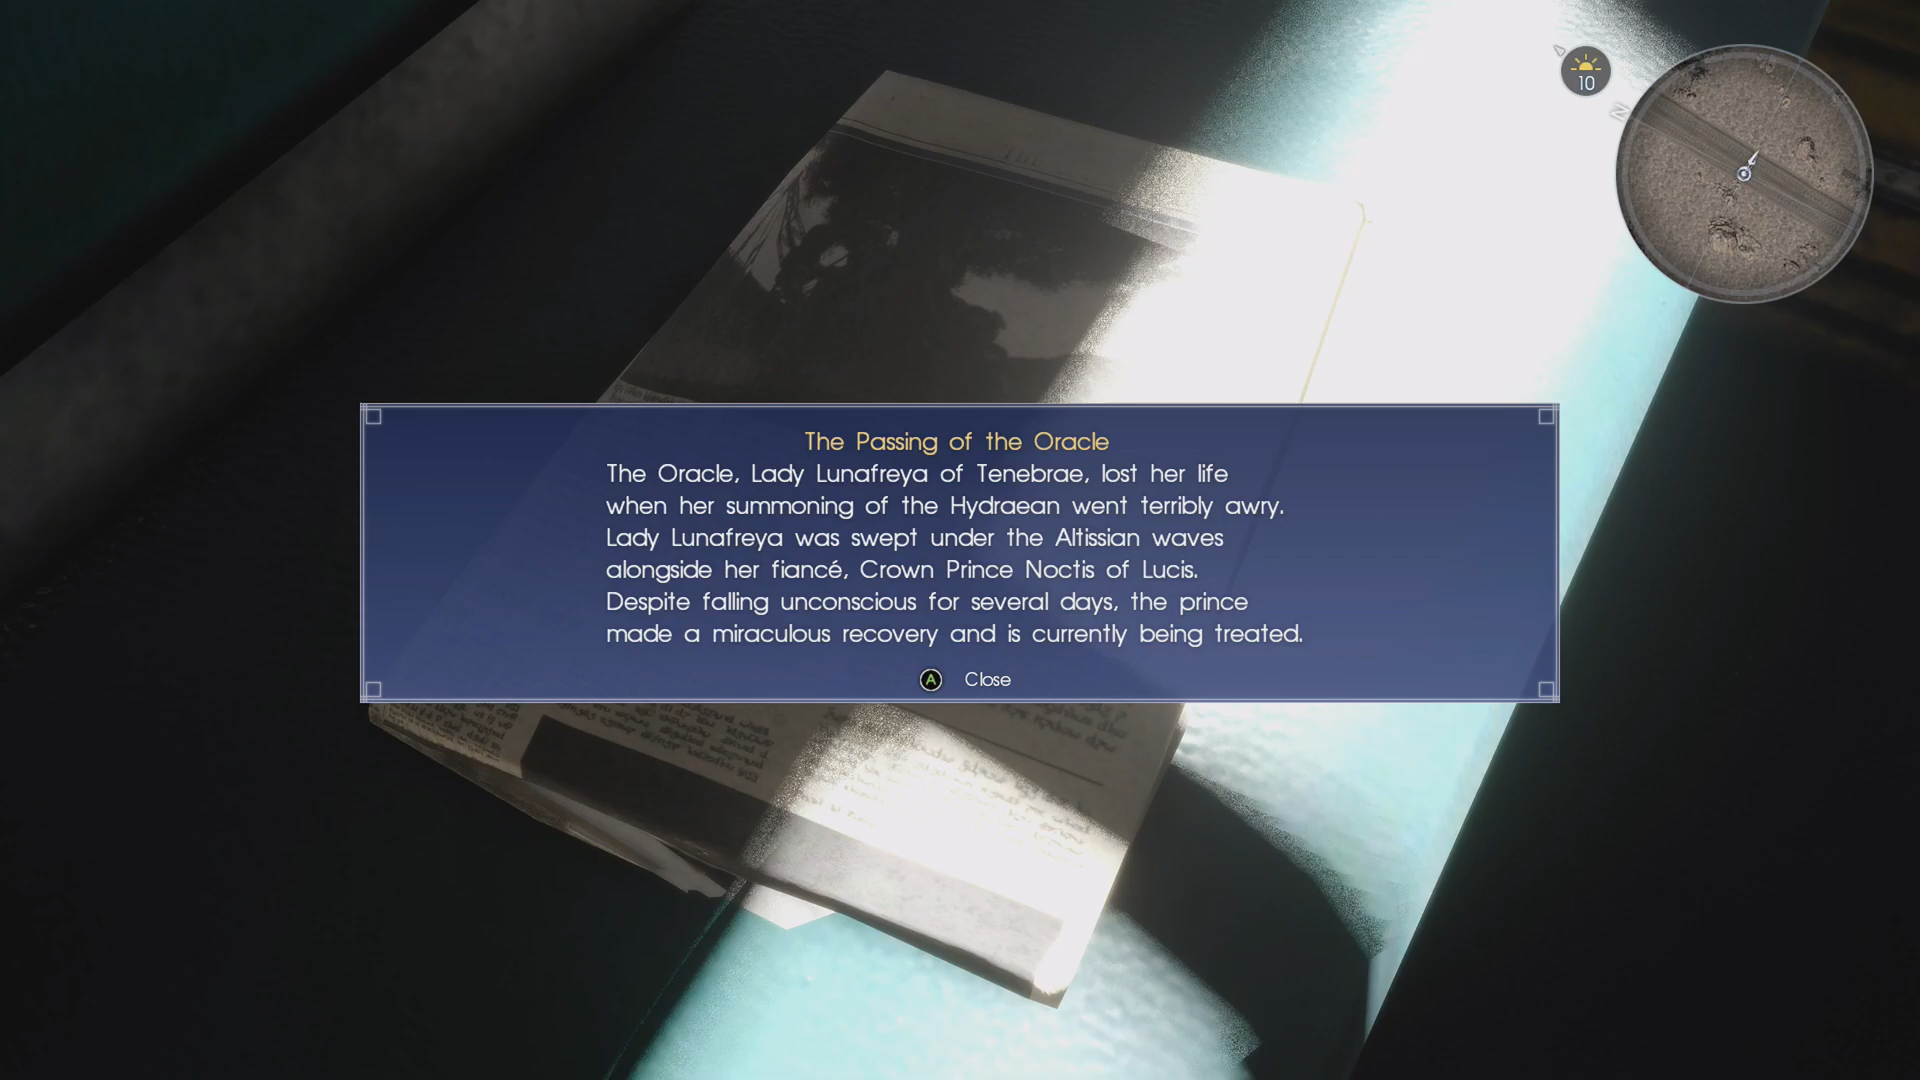 10
N
The Passing of the Oracle
The Oracle, Lady Lunafreya of Tenebrae, lost her life
when her summoning of the Hydraean went terribly awry.
Lady Lunafreya was swept under the Altissian waves
alongside her fiancé, Crown Prince Noctis of Lucis.
Despite falling unconscious for several days, the prince
made a miraculous recovery and is currently being treated.
A Close